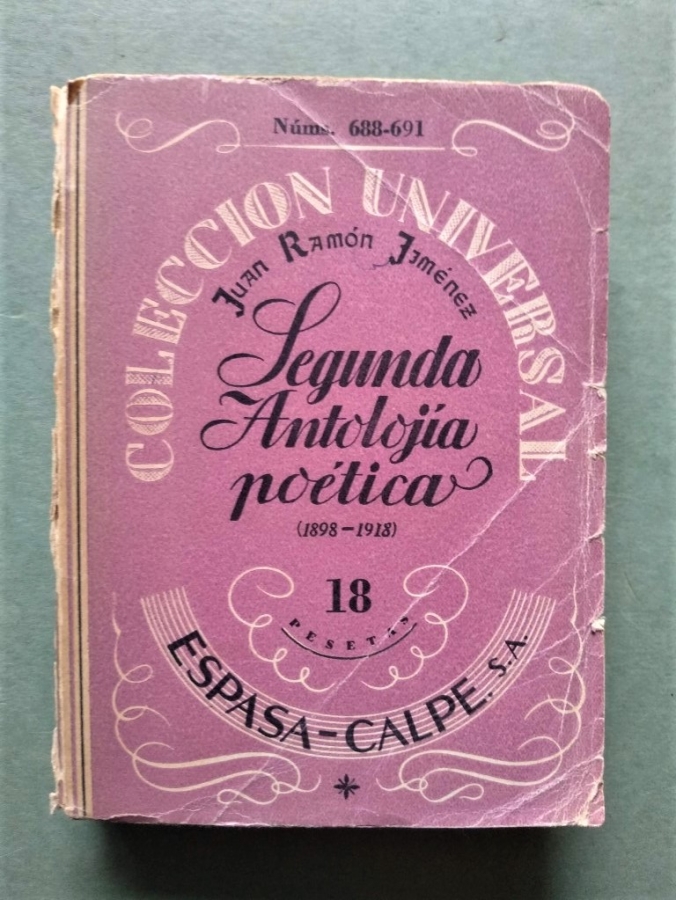 Núms. 688-691
COLECCION UNIVERSAL
Juan Ramón Jiménez
Segunda
Antolojía
poética
(1898-1918)
18
PESETAS
ESPASA-CALPE. S.A.